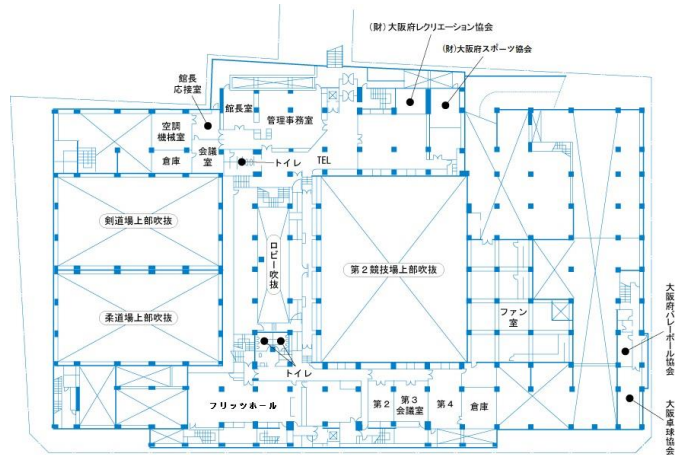 (財)大阪府レクリエーション協会
(財)大阪府スポーツ協会
館長
応接室
館長室
管理事務室
空調
機械室
倉庫
会議
室
トイレ
TEL
剣道場上部吹抜
ロビー吹抜
第2競技場上部吹抜
柔道場上部吹抜
ファン
室
大阪府バレーボール協会
トイレ
フリッツホール
第2
第3
会議室
第4
倉庫
大阪卓球協会